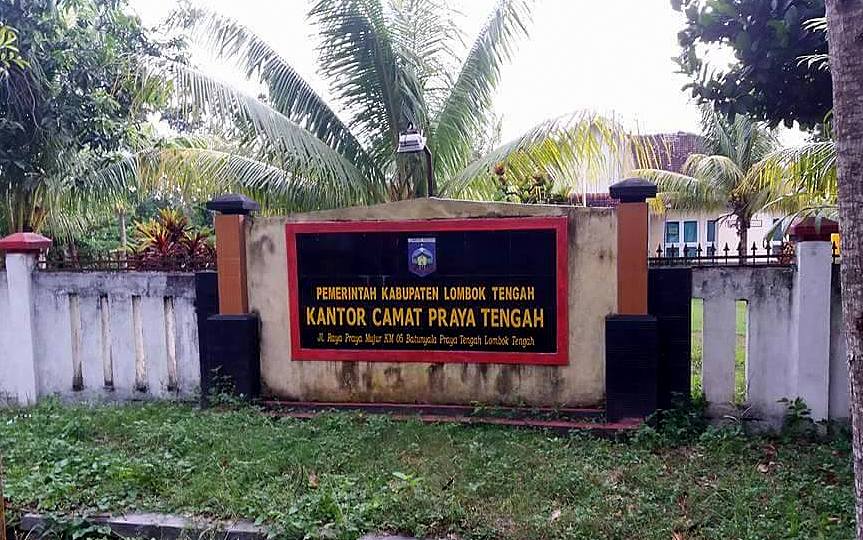 PEMERINTAH KABUPATEN LOMBOK TENGAH
KANTOR CAMAT PRAYA TENGAH
Jl. Raya Praya Mujur KM 05 Batunyala Praya Tengah Lombok Tengah